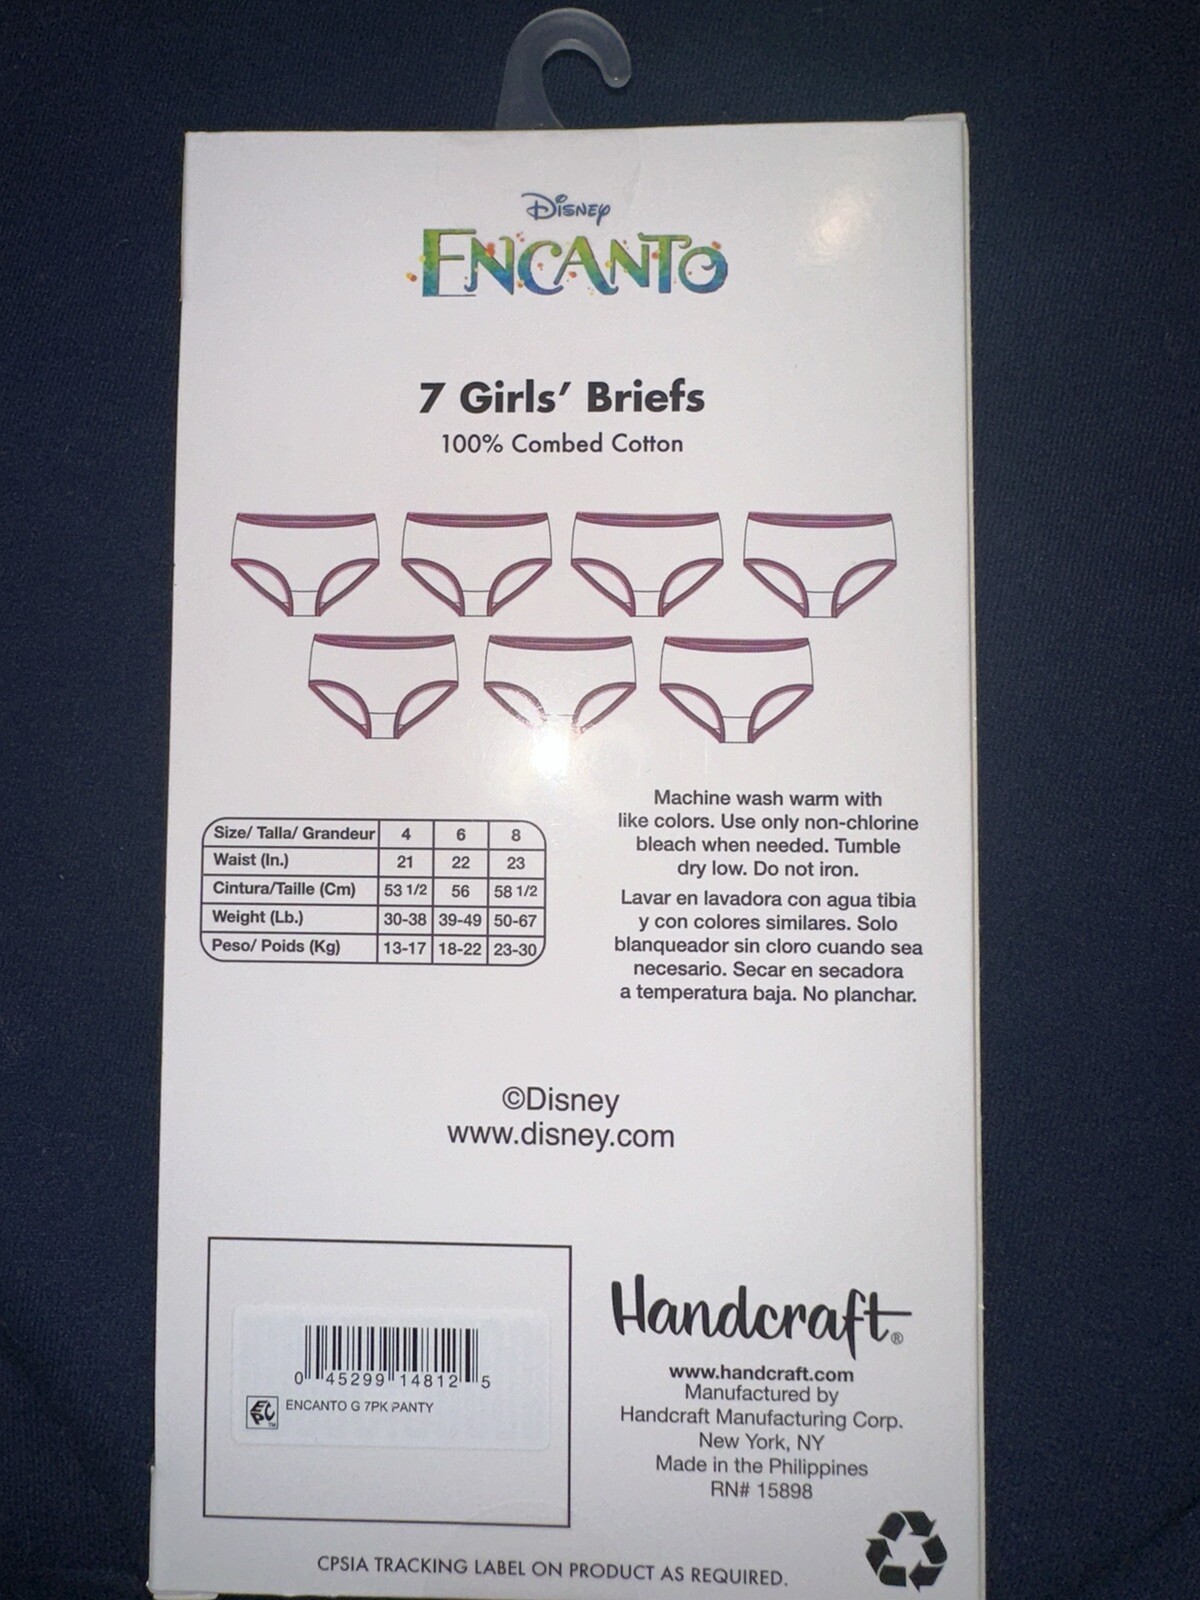 Disney
ENCANTO
7 Girls' Briefs
100% Combed Cotton
Size/ Talla/ Grandeur 4 6 8
Waist (In.) 21 22 23
Cintura/Taille (Cm) 53 1/2 56 58 1/2
Weight (Lb.) 30-38 39-49 50-67
Peso/ Poids (Kg) 13-17 18-22 23-30
Machine wash warm with
like colors. Use only non-chlorine
bleach when needed. Tumble
dry low. Do not iron.
Lavar en lavadora con agua tibia
y con colores similares. Solo
blanqueador sin cloro cuando sea
necesario. Secar en secadora
a temperatura baja. No planchar.
©Disney
www.disney.com
0 45299 14812 5
EPC™
ENCANTO G 7PK PANTY
Handcraft®
www.handcraft.com
Manufactured by
Handcraft Manufacturing Corp.
New York, NY
Made in the Philippines
RN# 15898
CPSIA TRACKING LABEL ON PRODUCT AS REQUIRED.